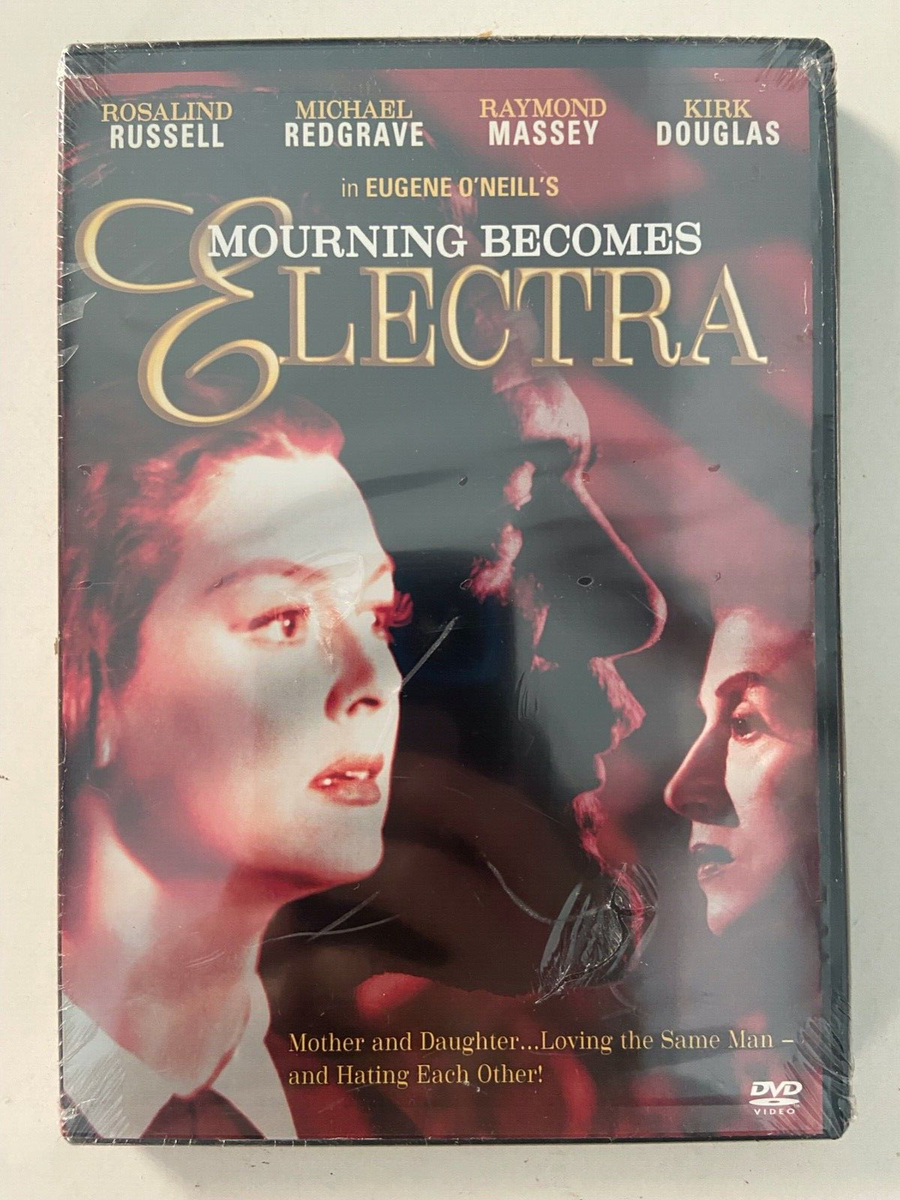 ROSALIND
RUSSELL
MICHAEL
REDGRAVE
RAYMOND
MASSEY
KIRK
DOUGLAS
in EUGENE O'NEILL'S
MOURNING BECOMES
ELECTRA
Mother and Daughter...Loving the Same Man –
and Hating Each Other!
DVD
VIDEO